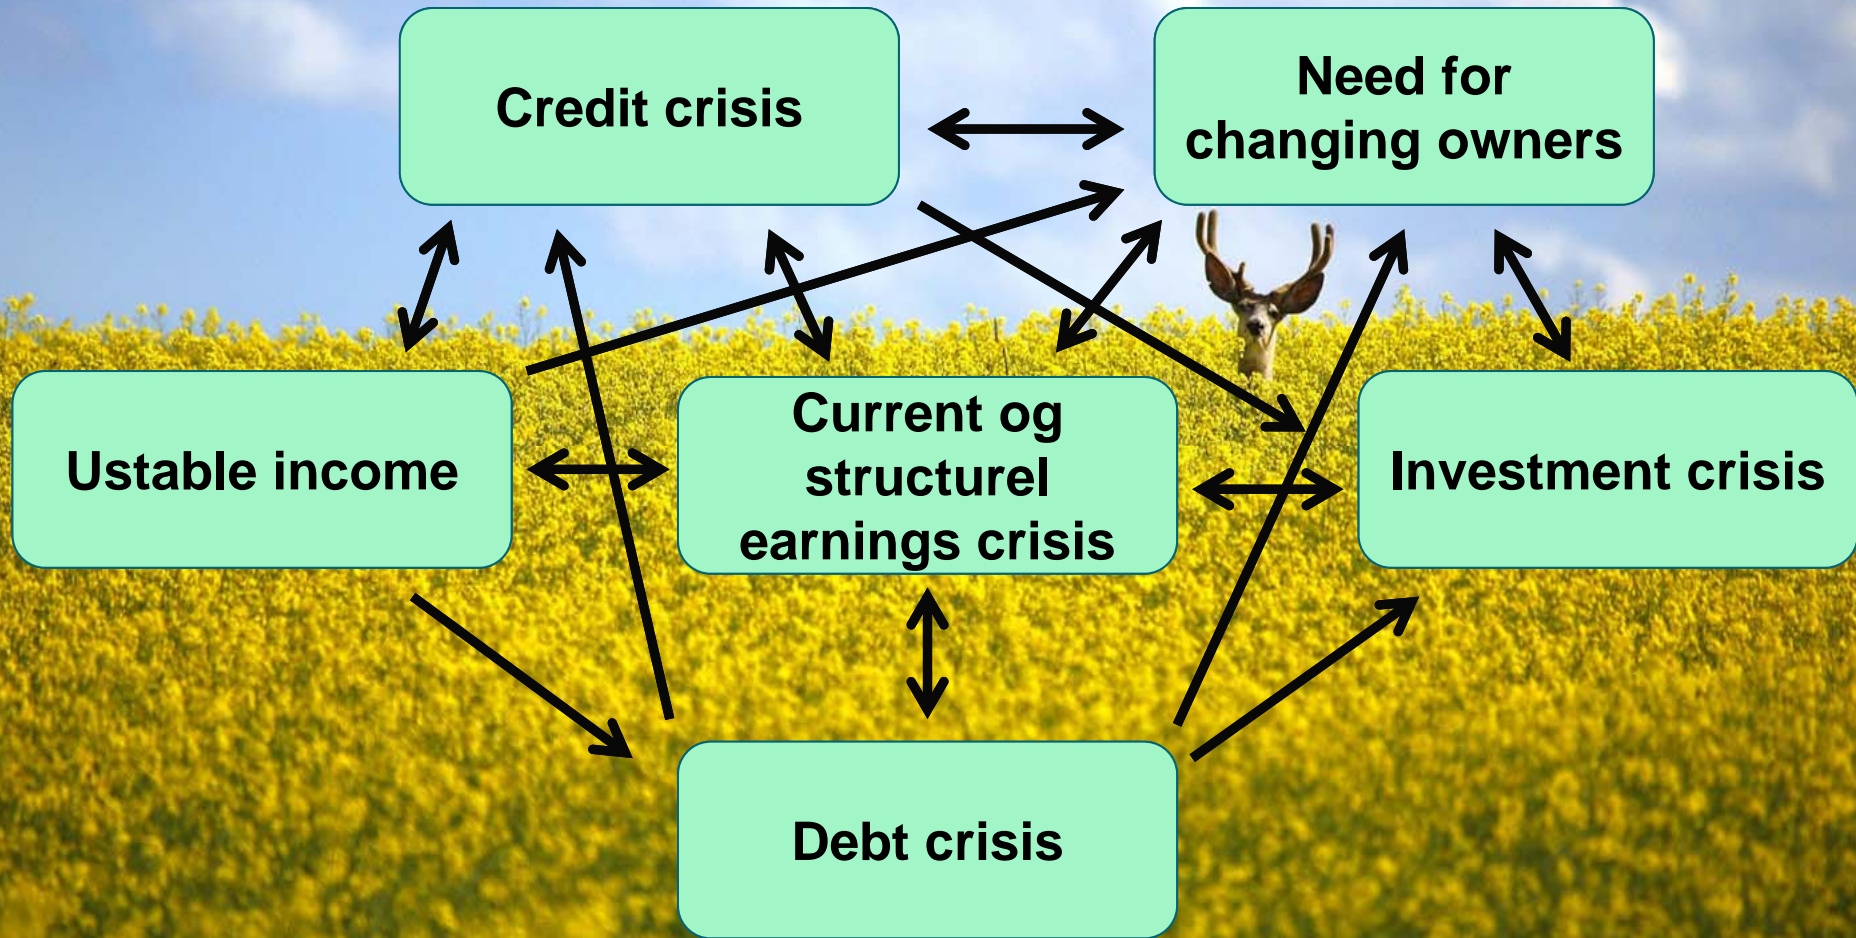 Credit crisis
Need for
changing owners
Ustable income
Current og
structurel
earnings crisis
Investment crisis
Debt crisis